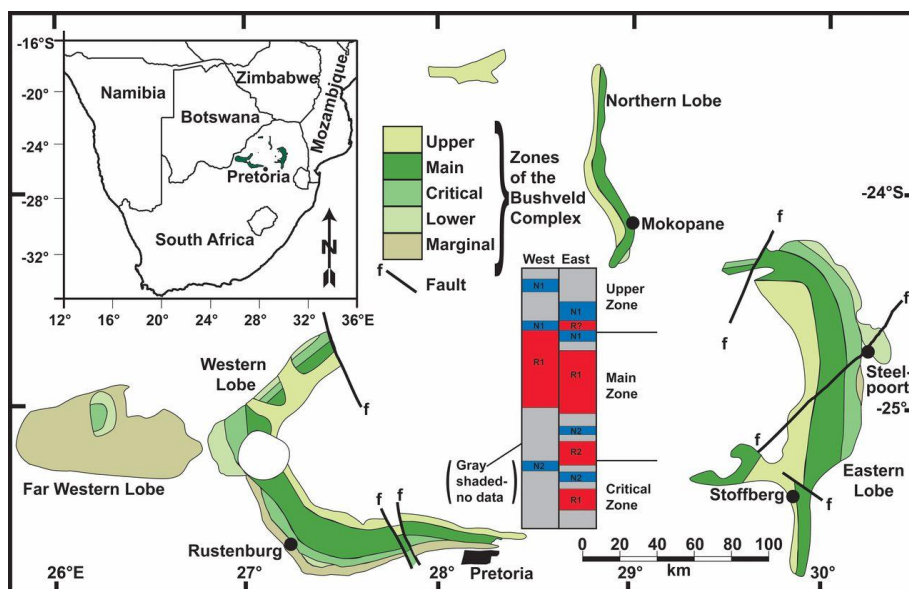 -16°S
-20°
-24°
-28°
-32°
12°
16°
20°
24°
28°
32°
36°E
Namibia
Zimbabwe
Botswana
Mozambique
Pretoria
South Africa
N
Upper
Main
Critical
Lower
Marginal
Zones
of the
Bushveld
Complex
f
Fault
Northern Lobe
Mokopane
-24°S
West
East
N1
N1
R1
N2
N1
R?
N1
R1
N2
R2
N2
R1
Upper
Zone
Main
Zone
Critical
Zone
(Gray
shaded-
no data)
Western
Lobe
f
Far Western Lobe
Rustenburg
f
f
Pretoria
f
f
f
f
f
Steel-
poort
-25°
Eastern
Lobe
Stoffberg
0 20 40 60 80 100
km
26°E
27°
28°
29°
30°